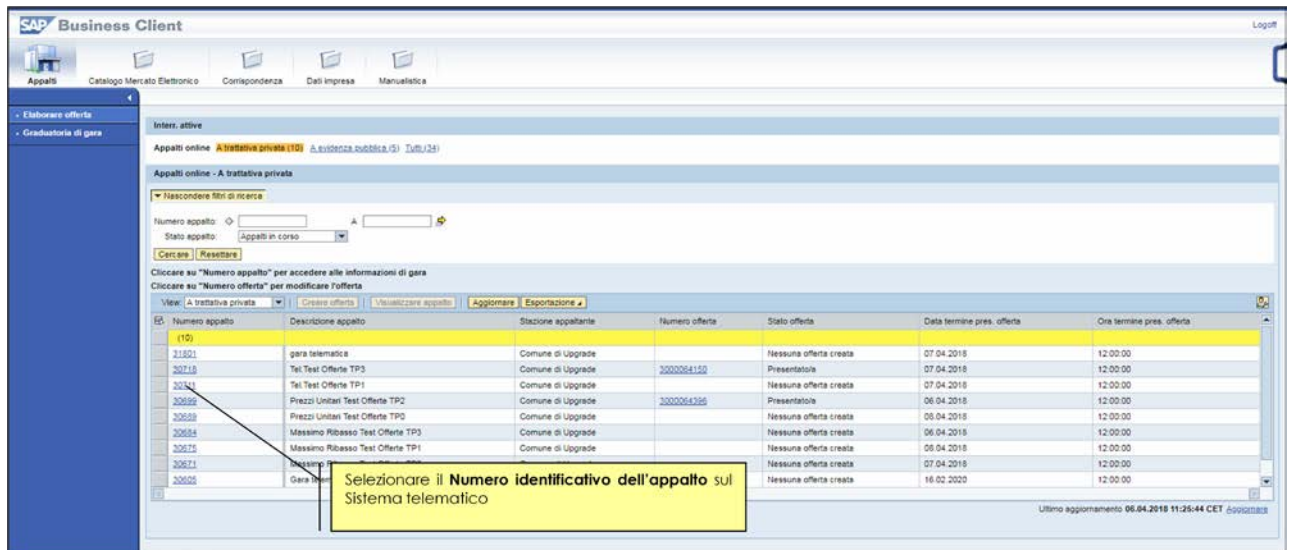 SAP Business Client
Logoff
Appalti
Catalogo Mercato Elettronico
Corrispondenza
Dati impresa
Manualistica
Elaborare offerta
Graduatoria di gara
Interr. attive
Appalti online A trattativa privata (10) A evidenza pubblica (5) Tutti (34)
Appalti online - A trattativa privata
Nascondere filtri di ricerca
Numero appalto: A
Stato appalto: Appalti in corso
Cercare Resettare
Cliccare su "Numero appalto" per accedere alle informazioni di gara
Cliccare su "Numero offerta" per modificare l'offerta
View: A trattativa privata Creare offerta Visualizzare appalto Aggiornare Esportazione
Numero appalto Descrizione appalto Stazione appaltante Numero offerta Stato offerta Data termine pres. offerta Ora termine pres. offerta
(10)
31801 gara telematica Comune di Upgrade Nessuna offerta creata 07.04.2018 12:00:00
30718 Tel.Test Offerte TP3 Comune di Upgrade 3000064150 Presentato/a 07.04.2018 12:00:00
30711 Tel.Test Offerte TP1 Comune di Upgrade Nessuna offerta creata 07.04.2018 12:00:00
30699 Prezzi Unitari Test Offerte TP2 Comune di Upgrade 3000064396 Presentato/a 06.04.2018 12:00:00
30689 Prezzi Unitari Test Offerte TP0 Comune di Upgrade Nessuna offerta creata 06.04.2018 12:00:00
30684 Massimo Ribasso Test Offerte TP3 Comune di Upgrade Nessuna offerta creata 06.04.2018 12:00:00
30675 Massimo Ribasso Test Offerte TP1 Comune di Upgrade Nessuna offerta creata 06.04.2018 12:00:00
30671 Massimo Nessuna offerta creata 07.04.2018 12:00:00
30605 Gara Nessuna offerta creata 16.02.2020 12:00:00
Selezionare il Numero identificativo dell'appalto sul
Sistema telematico
Ultimo aggiornamento 06.04.2018 11:25:44 CET Aggiornare